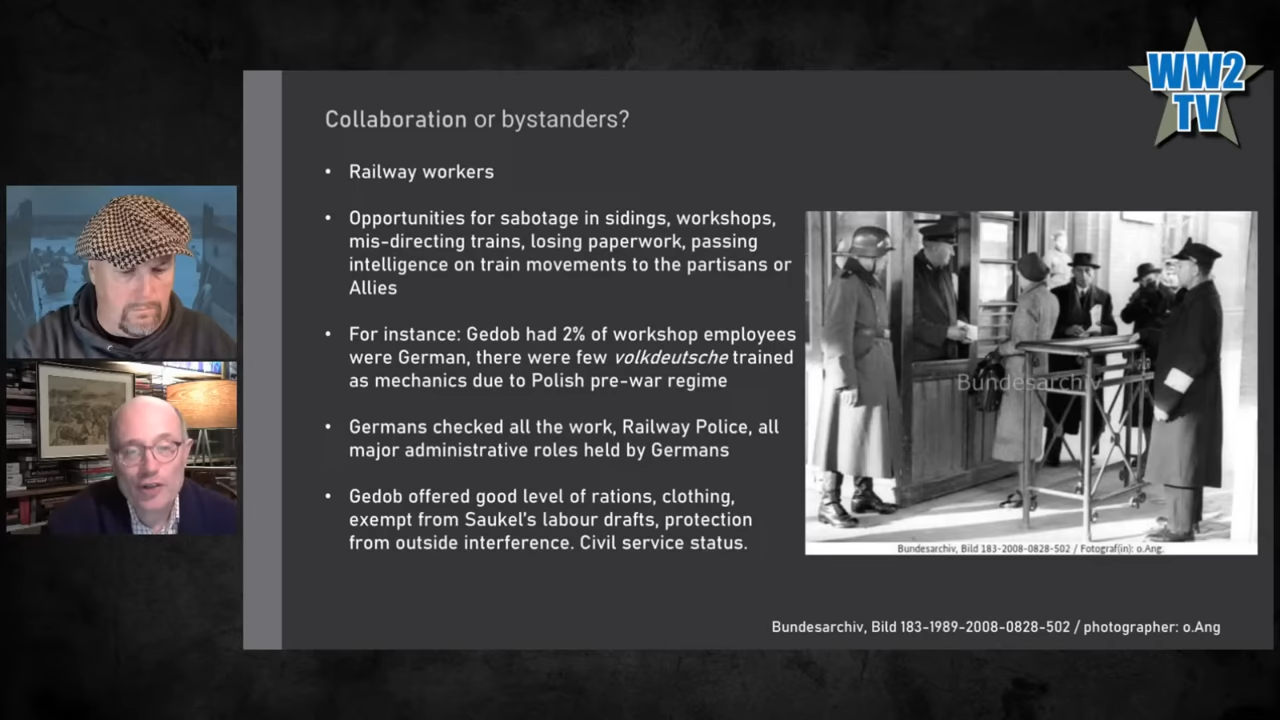 WW2
TV
Collaboration or bystanders?
• Railway workers
• Opportunities for sabotage in sidings, workshops,
mis-directing trains, losing paperwork, passing
intelligence on train movements to the partisans or
Allies
• For instance: Gedob had 2% of workshop employees
were German, there were few volkdeutsche trained
as mechanics due to Polish pre-war regime
• Germans checked all the work, Railway Police, all
major administrative roles held by Germans
• Gedob offered good level of rations, clothing,
exempt from Saukel's labour drafts, protection
from outside interference. Civil service status.
Bundesarchiv
Bundesarchiv, Bild 183-2008-0828-502 / Fotograf(in): o.Ang.
Bundesarchiv, Bild 183-1989-2008-0828-502 / photographer: o.Ang